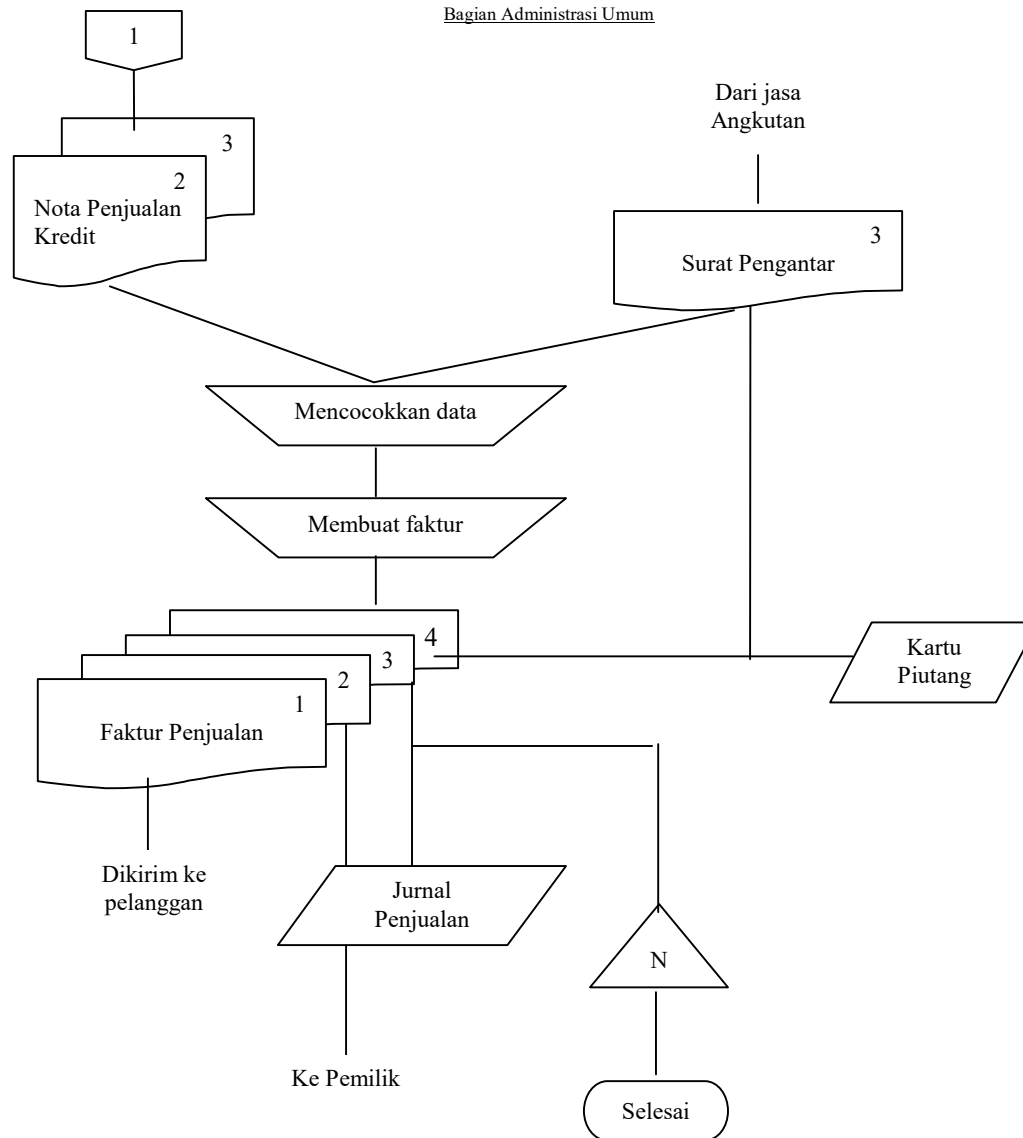 Bagian Administrasi Umum
1
Dari jasa
Angkutan
3
2
Nota Penjualan
Kredit
3
Surat Pengantar
Mencocokkan data
Membuat faktur
4
3
2
1
Faktur Penjualan
Kartu
Piutang
Dikirim ke
pelanggan
Jurnal
Penjualan
N
Ke Pemilik
Selesai